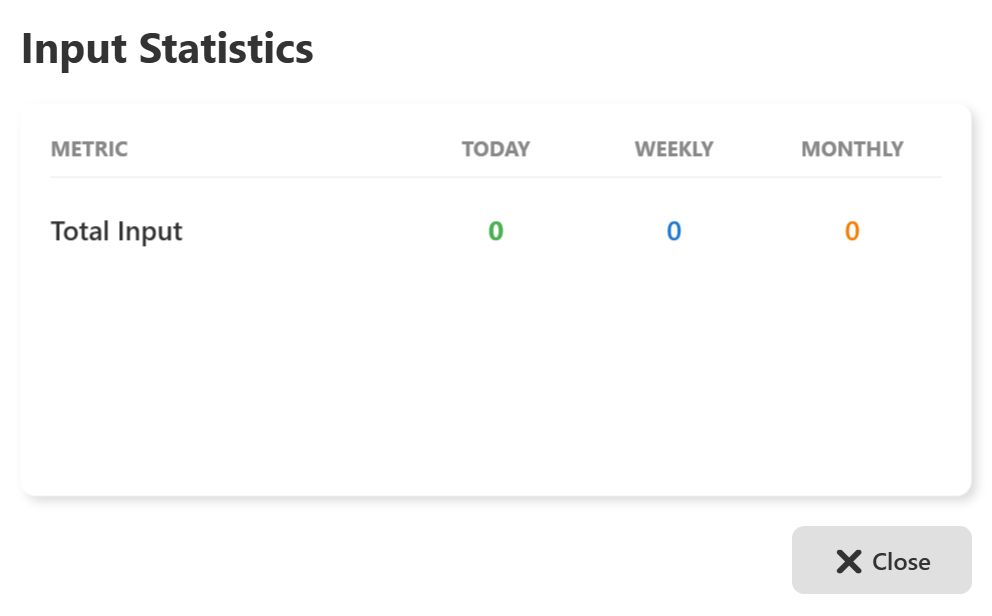 Input Statistics
METRIC TODAY WEEKLY MONTHLY
Total Input 0 0 0
Close